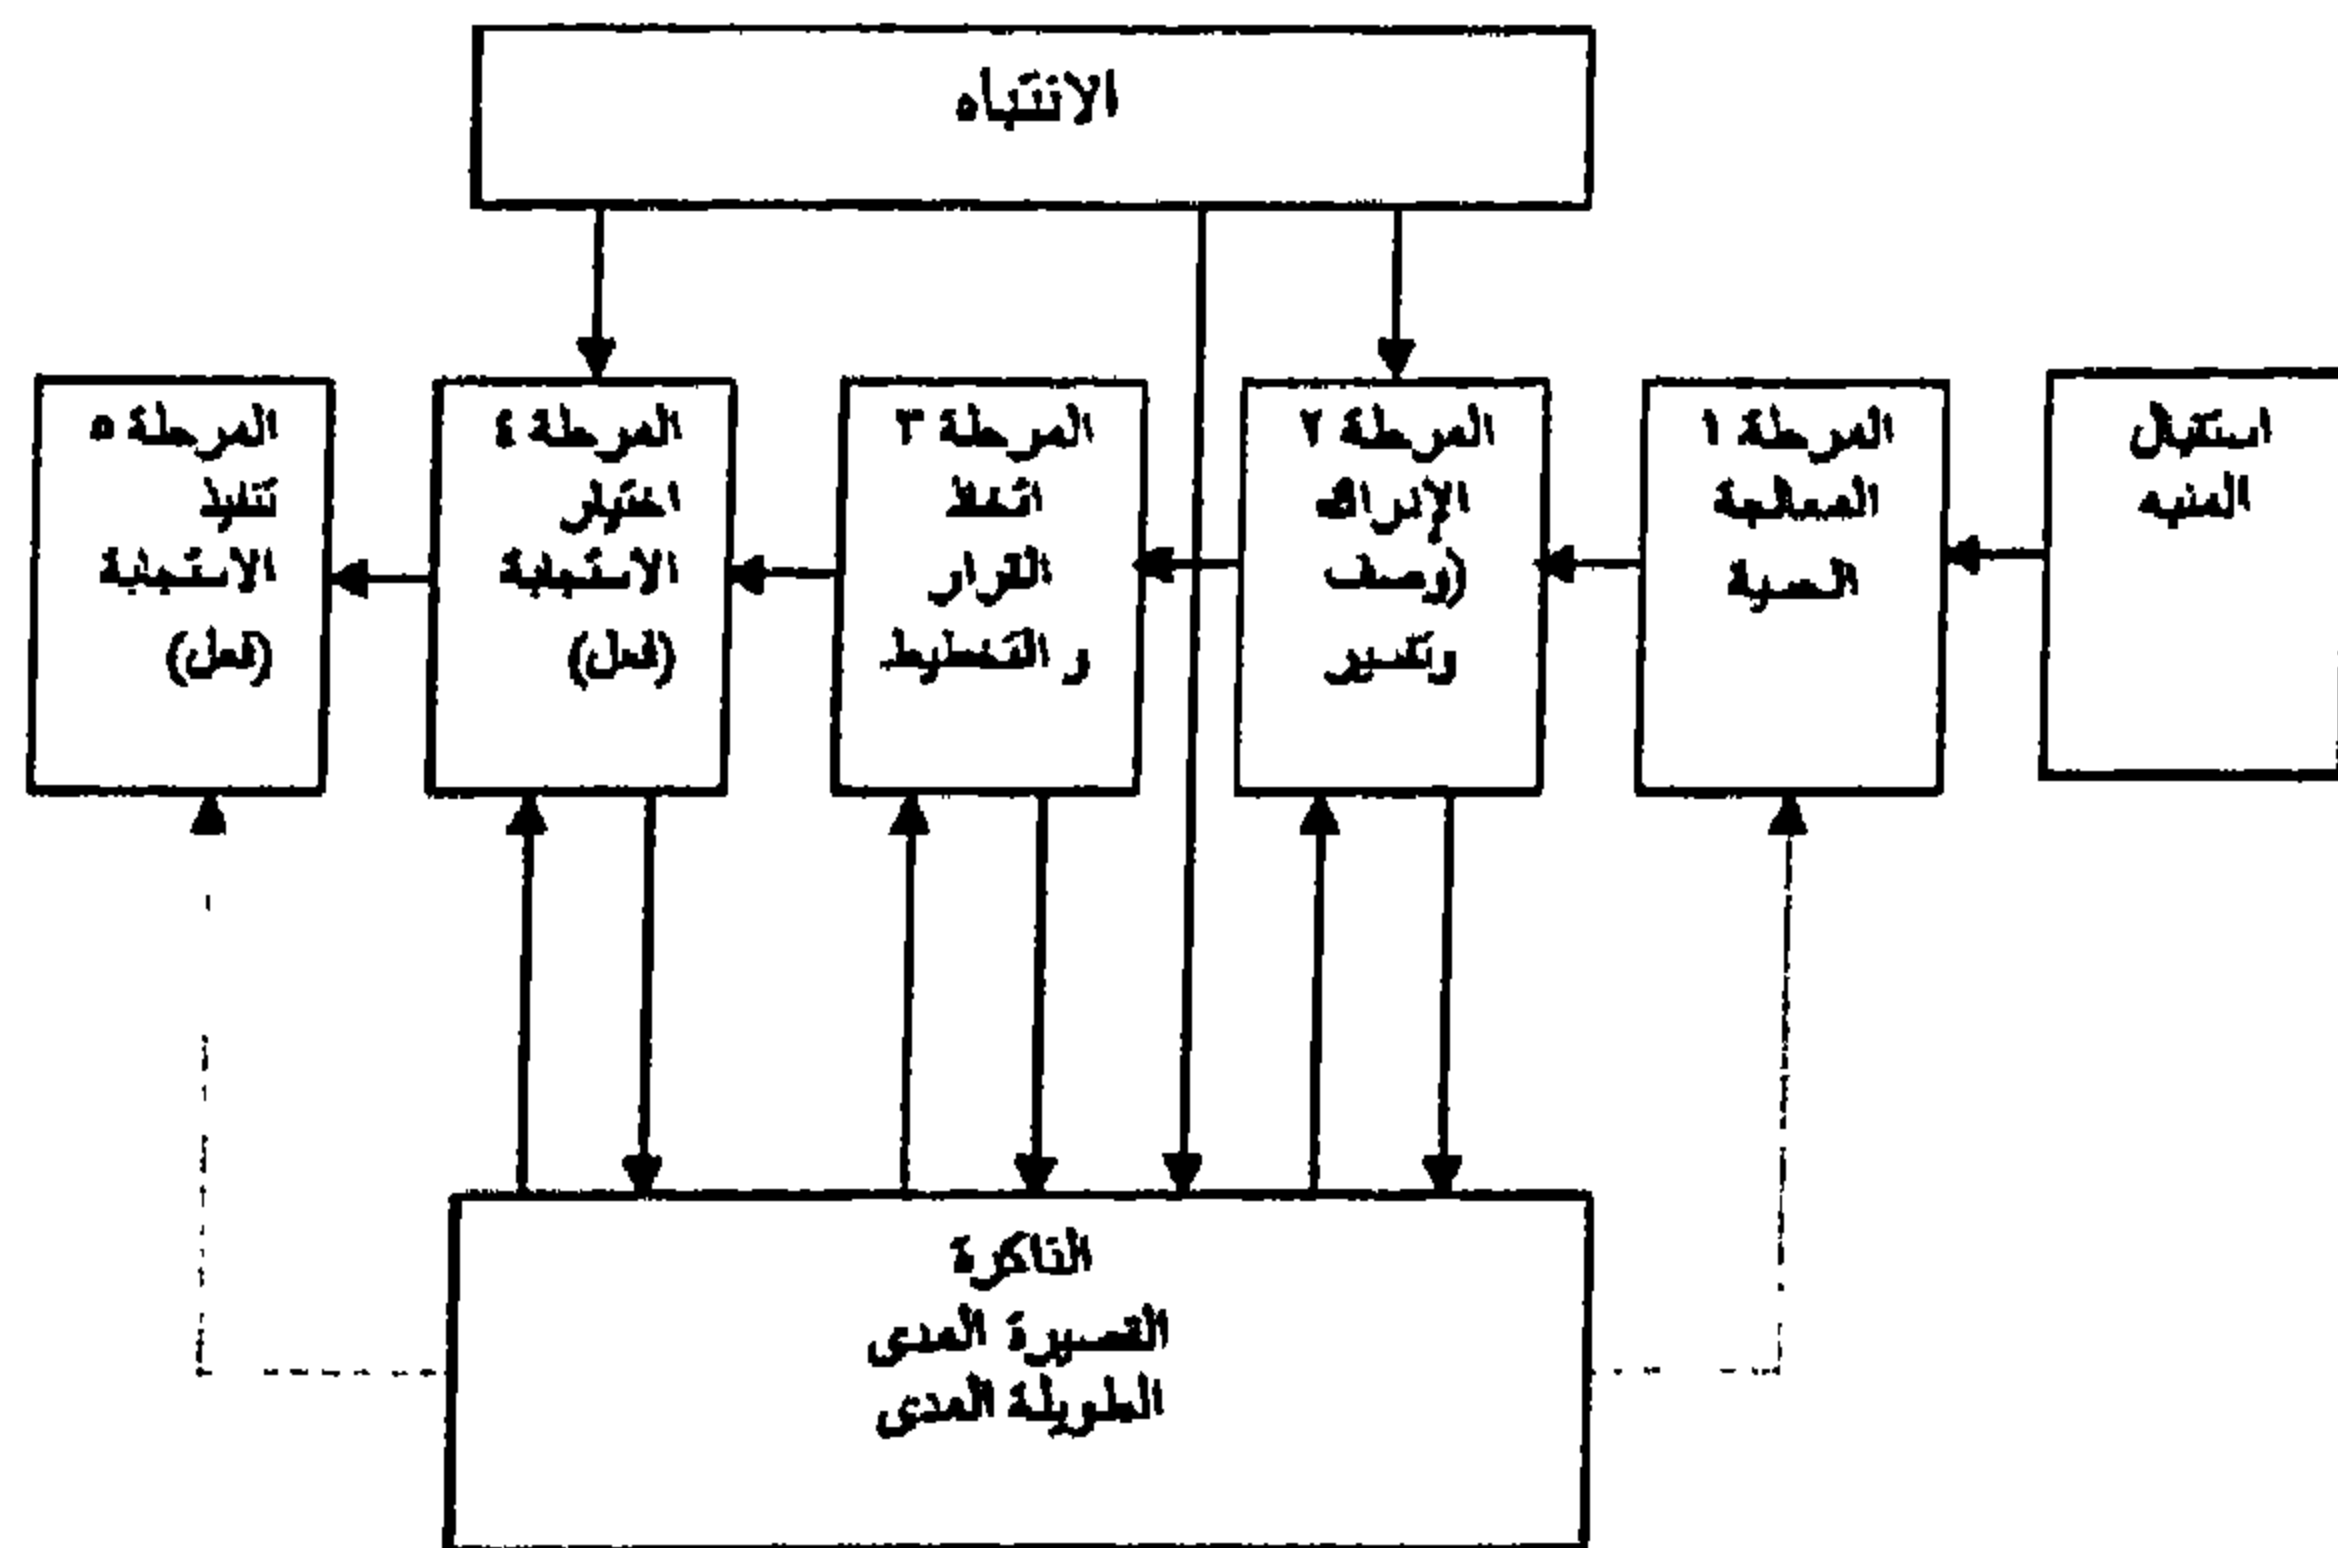 الانتباه
استقبال
المنبه
المرحلة ١
المعالجة
الحسية
المرحلة ٢
الإدراك
(وصف
وتفسير
المرحلة ٣
اتخاذ
القرار
و التخطيط
المرحلة ٤
اختيار
الاستجابة
(فعل)
المرحلة ٥
تنفيذ
الاستجابة
(فعل)
الذاكرة
القصيرة المدى
الطويلة المدى